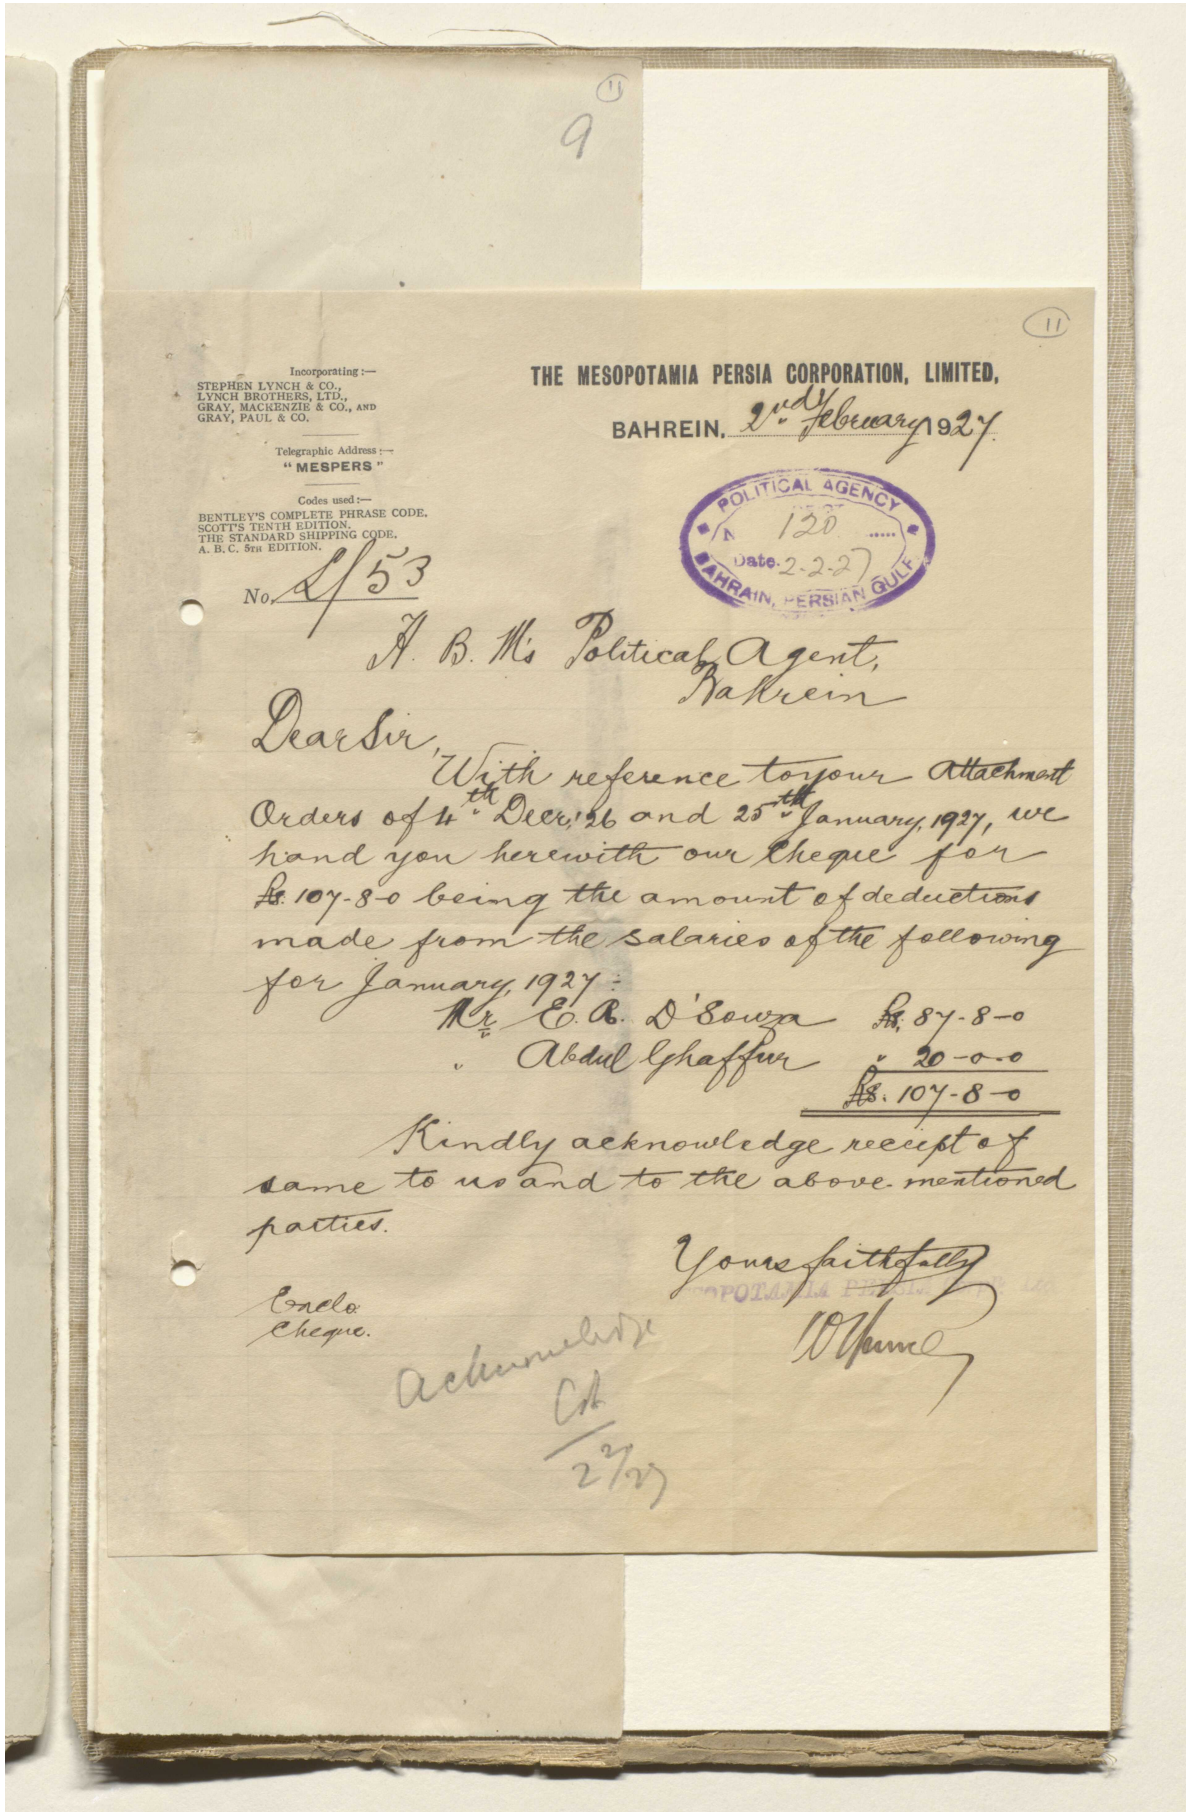 11
9
11
Incorporating :—
STEPHEN LYNCH & CO.,
LYNCH BROTHERS, LTD.,
GRAY, MACKENZIE & CO., AND
GRAY, PAUL & CO.
Telegraphic Address :—
“ MESPERS ”
Codes used :—
BENTLEY'S COMPLETE PHRASE CODE.
SCOTT'S TENTH EDITION.
THE STANDARD SHIPPING CODE.
A. B. C. 5TH EDITION.
No. L/53
THE MESOPOTAMIA PERSIA CORPORATION, LIMITED,
BAHREIN, 2nd February 1927.
POLITICAL AGENCY
120
Date 2-2-27
BAHRAIN, PERSIAN GULF
H. B. M's Political Agent,
Bahrein
Dear Sir,
With reference to your Attachment
Orders of 4th Decr. '26 and 25th January, 1927, we
hand you herewith our cheque for
Rs. 107-8-0 being the amount of deductions
made from the salaries of the following
for January, 1927 :
Mr E. R. D'Souza Rs. 87-8-0
" Abdul Ghaffur " 20-0-0
Rs. 107-8-0
Kindly acknowledge receipt of
same to us and to the above-mentioned
parties.
Yours faithfully
MESOPOTAMIA PERSIA
Enclo
Cheque.
Acknowledge
2/2/27